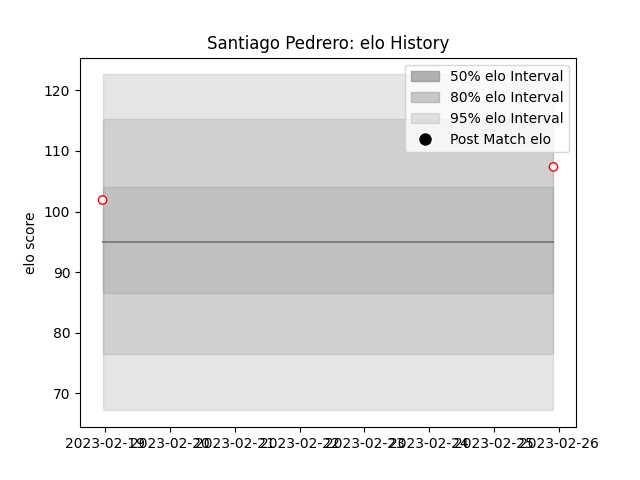 Santiago Pedrero: elo History
50% elo Interval
80% elo Interval
95% elo Interval
Post Match elo
elo score
120
110
100
90
80
70
2023-02-19 2023-02-20 2023-02-21 2023-02-22 2023-02-23 2023-02-24 2023-02-25 2023-02-26